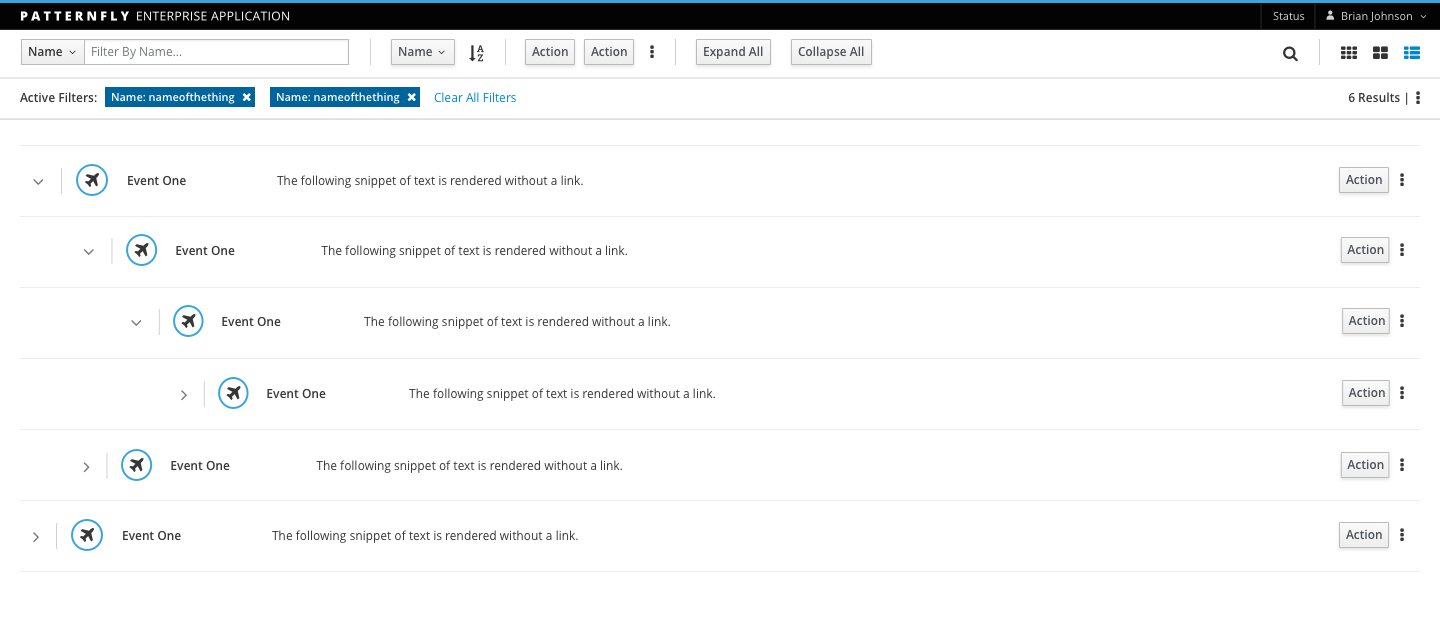 PATTERNFLY ENTERPRISE APPLICATION Status Brian Johnson
Name Filter By Name... Name A Z Action Action Expand All Collapse All
Active Filters: Name: nameofthething Name: nameofthething Clear All Filters 6 Results |
Event One The following snippet of text is rendered without a link. Action
Event One The following snippet of text is rendered without a link. Action
Event One The following snippet of text is rendered without a link. Action
Event One The following snippet of text is rendered without a link. Action
Event One The following snippet of text is rendered without a link. Action
Event One The following snippet of text is rendered without a link. Action